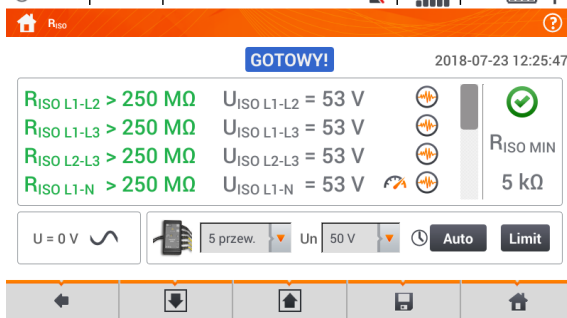 RISO
GOTOWY!
2018-07-23 12:25:47
RISO L1-L2 > 250 MΩ UISO L1-L2 = 53 V
RISO L1-L3 > 250 MΩ UISO L1-L3 = 53 V
RISO L2-L3 > 250 MΩ UISO L2-L3 = 53 V
RISO L1-N > 250 MΩ UISO L1-N = 53 V
RISO MIN
5 kΩ
U = 0 V
5 przew.
Un
50 V
Auto
Limit